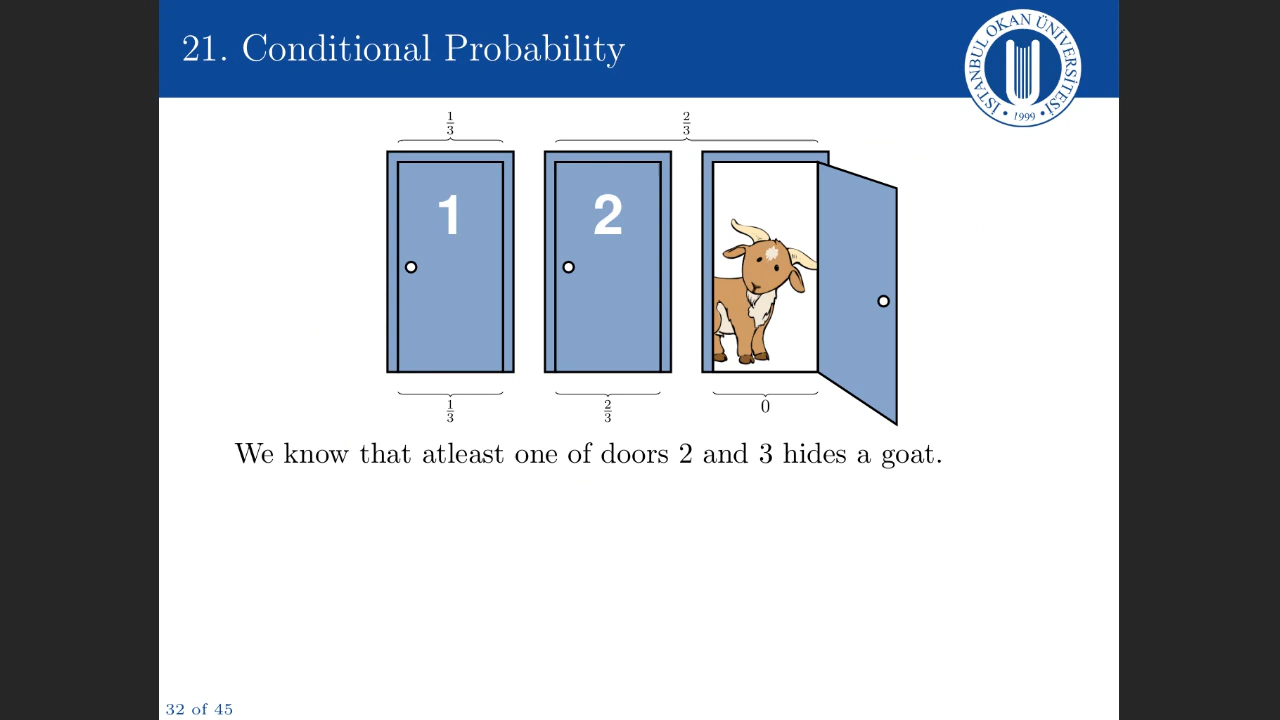 21. Conditional Probability
İSTANBUL OKAN ÜNİVERSİTESİ
• 1999 •
1/3 2/3
1 2
1/3 2/3 0
We know that atleast one of doors 2 and 3 hides a goat.
32 of 45